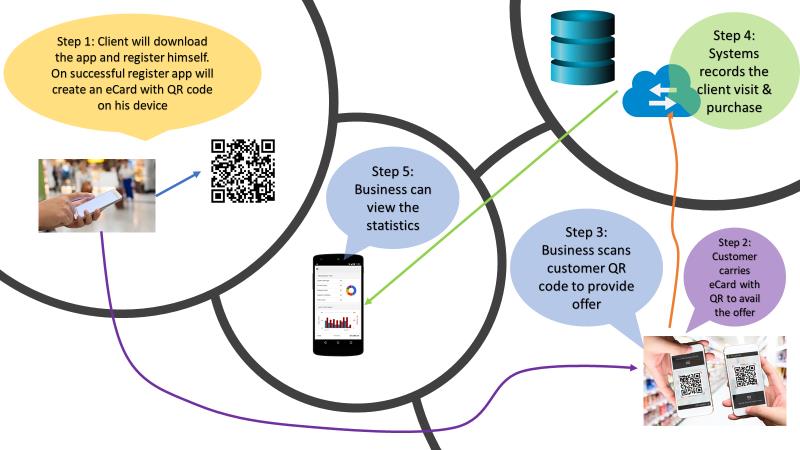 Step 1: Client will download
the app and register himself.
On successful register app will
create an eCard with QR code
on his device
Step 4:
Systems
records the
client visit &
purchase
Step 5:
Business can
view the
statistics
Step 3:
Business scans
customer QR
code to provide
offer
Step 2:
Customer
carries
eCard with
QR to avail
the offer